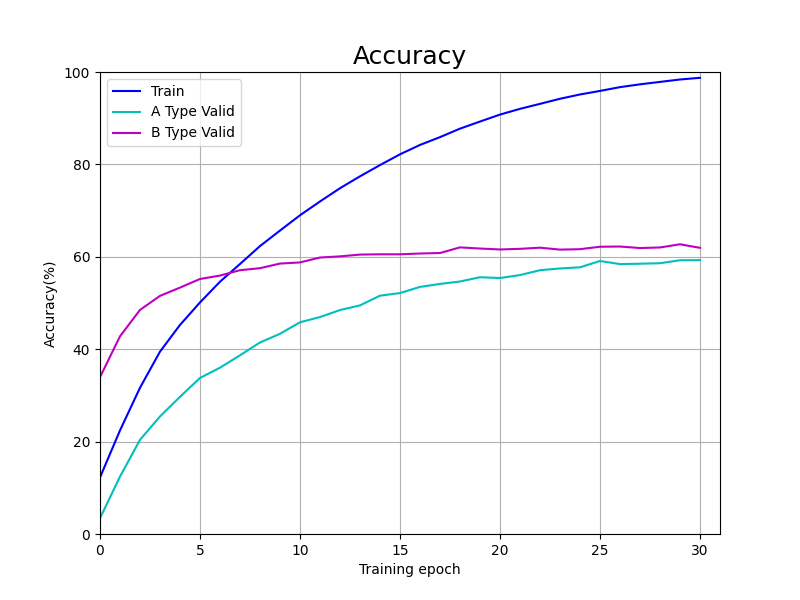 Accuracy
Train
A Type Valid
B Type Valid
100
80
60
40
20
0
Accuracy(%)
0 5 10 15 20 25 30
Training epoch